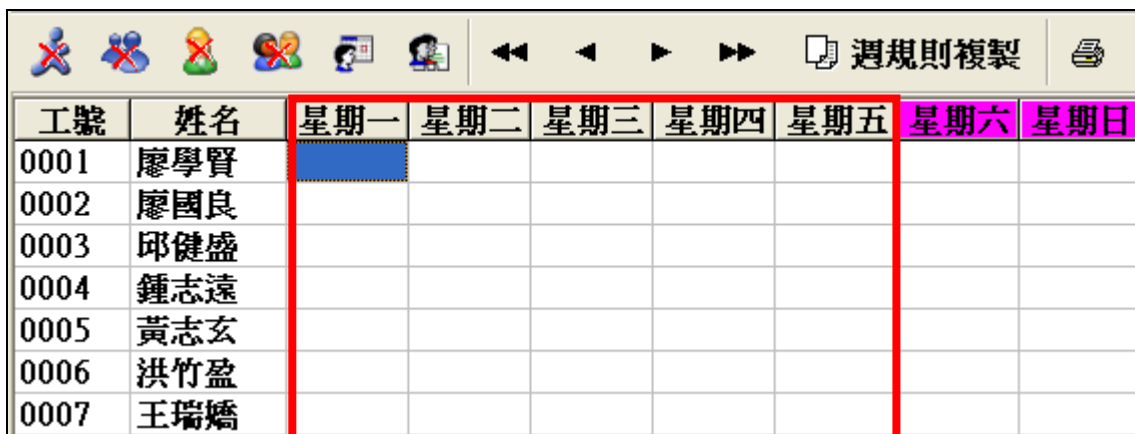 週規則複製
工號 姓名 星期一 星期二 星期三 星期四 星期五 星期六 星期日
0001 廖學賢
0002 廖國良
0003 邱健盛
0004 鍾志遠
0005 黃志玄
0006 洪竹盈
0007 王瑞嬌